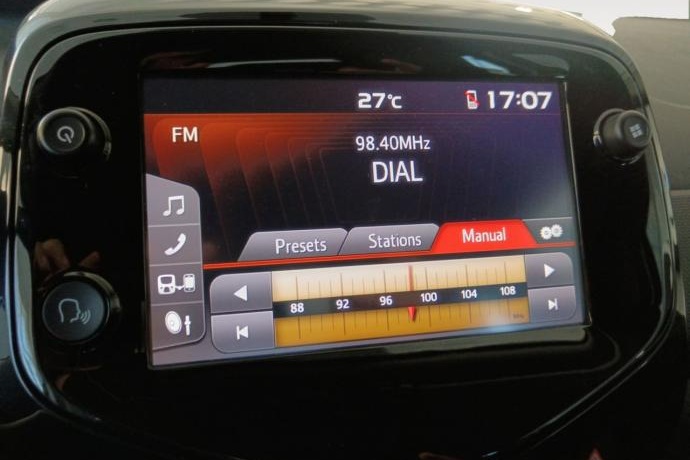 27°C 17:07
FM
98.40MHz
DIAL
Presets Stations Manual
88 92 96 100 104 108